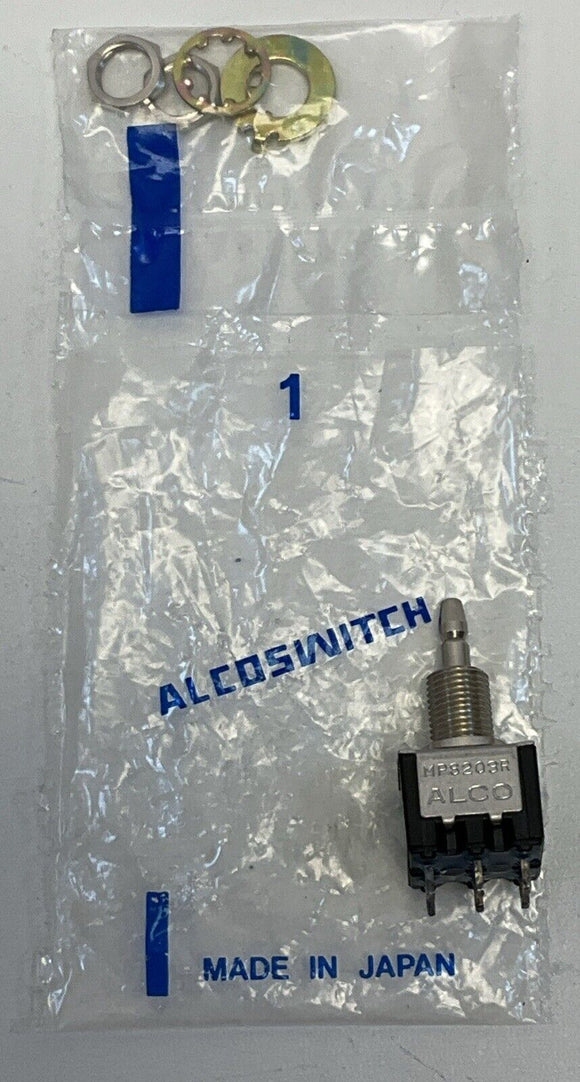 1
ALCOSWITCH
MPS203R
ALCO
MADE IN JAPAN